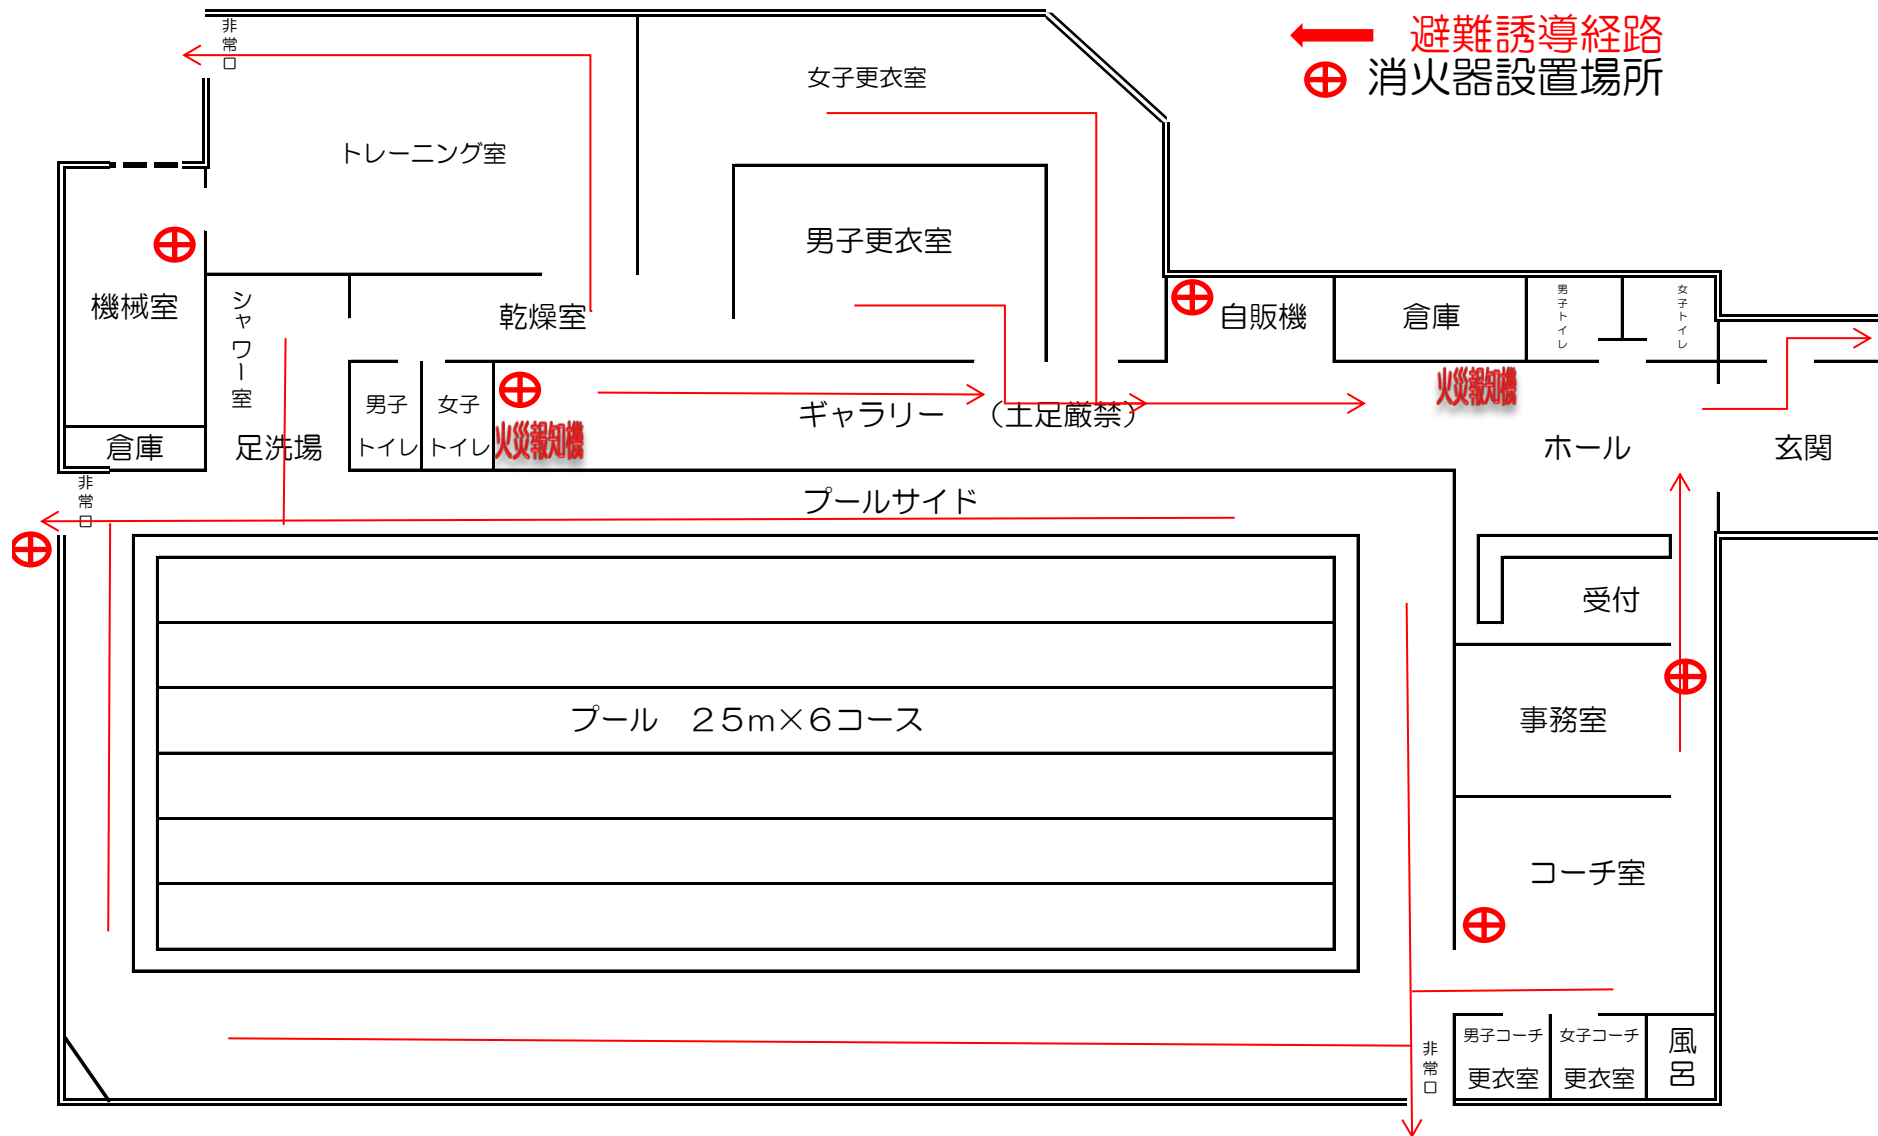 避難誘導経路
消火器設置場所
非常口
女子更衣室
トレーニング室
男子更衣室
機械室
シャワー室
乾燥室
自販機
倉庫
男子トイレ
女子トイレ
火災報知機
男子
トイレ
女子
トイレ
火災報知機
ギャラリー　（土足厳禁）
倉庫
足洗場
ホール
玄関
非常口
プールサイド
受付
プール　２５ｍ×６コース
事務室
コーチ室
非常口
男子コーチ
更衣室
女子コーチ
更衣室
風呂